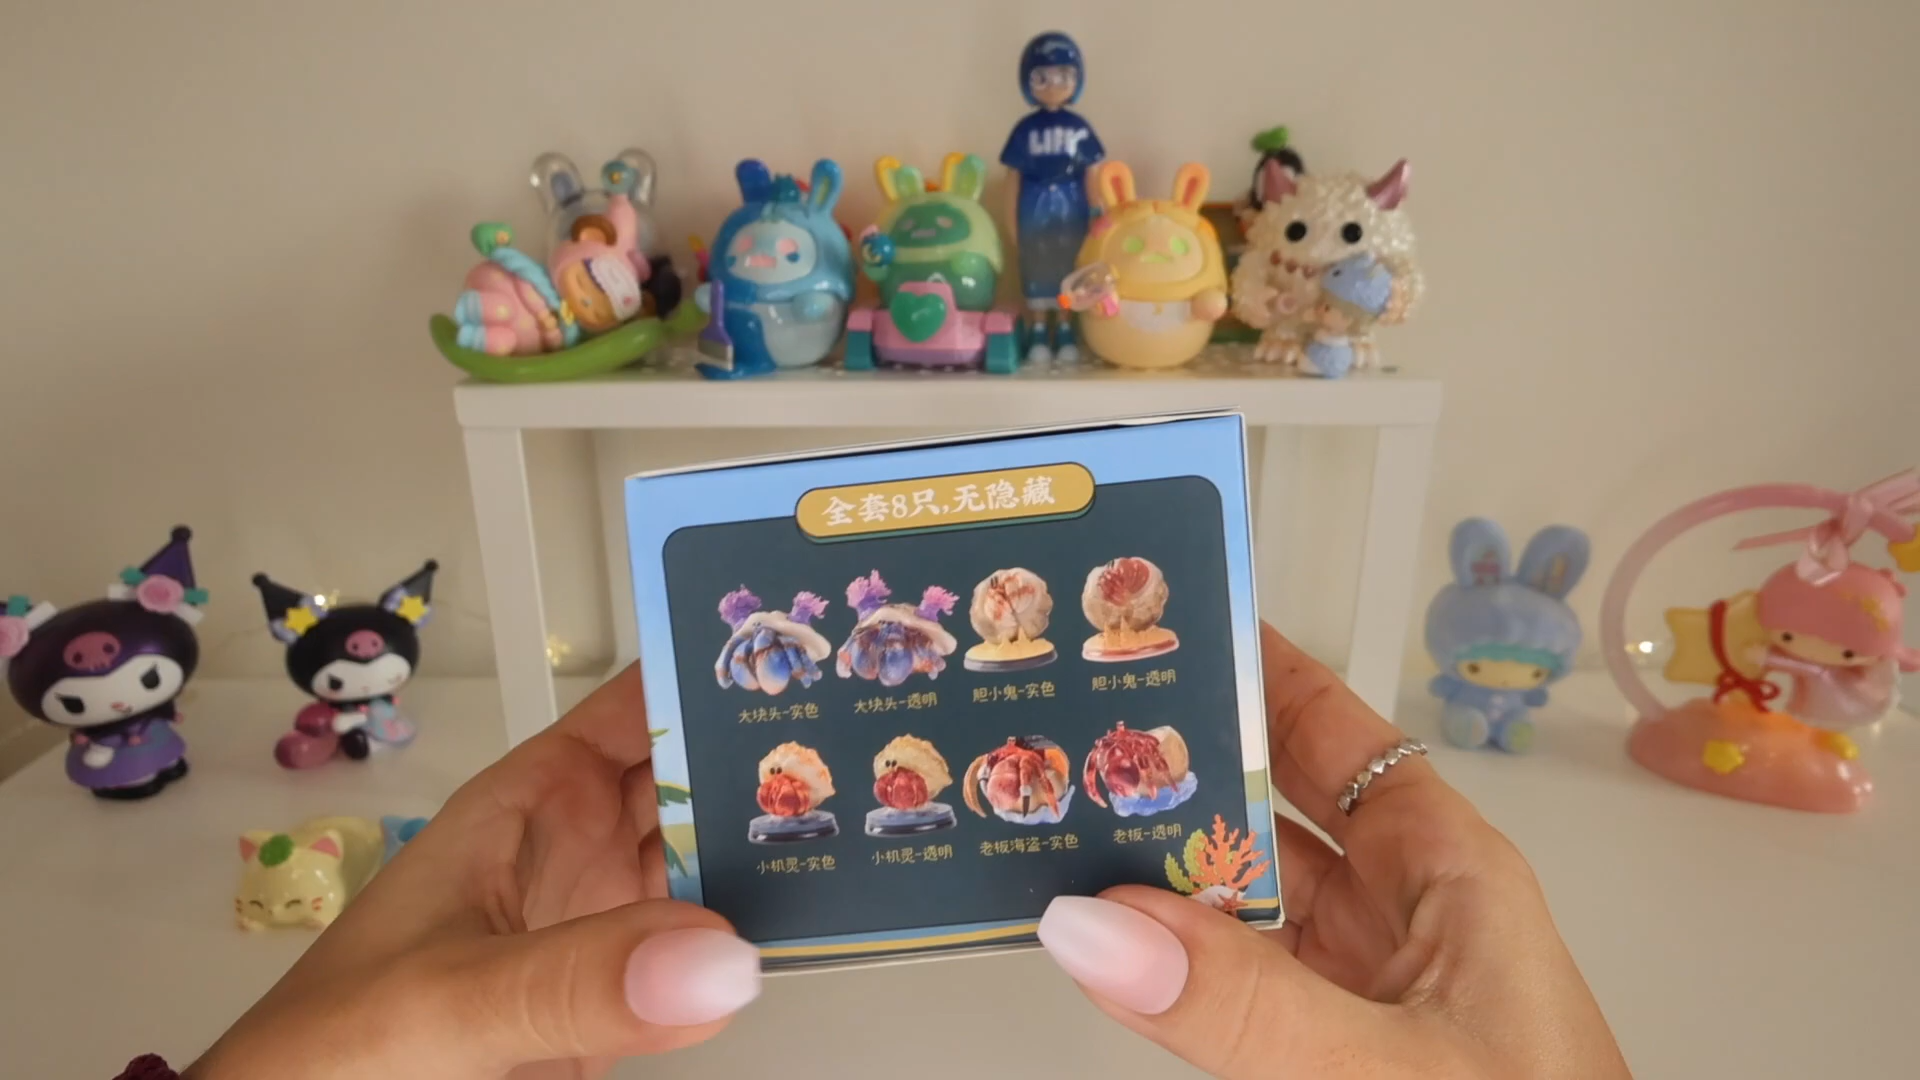 LIFE
全套8只,无隐藏
大块头-实色
大块头-透明
胆小鬼-实色
胆小鬼-透明
小机灵-实色
小机灵-透明
老板海盗-实色
老板-透明